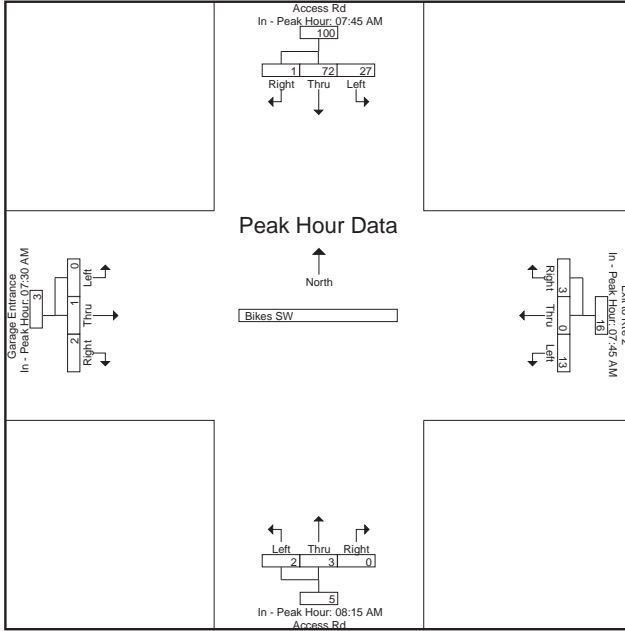 Access Rd
In - Peak Hour: 07:45 AM
100
1 72 27
Right Thru Left
Peak Hour Data
North
Bikes SW
Garage Entrance
In - Peak Hour: 07:30 AM
3
0 1 2
Left Thru Right
Right Thru Left
3 0 13
16
In - Peak Hour: 07:45 AM
2
Left Thru Right
2 3 0
5
In - Peak Hour: 08:15 AM
Access Rd